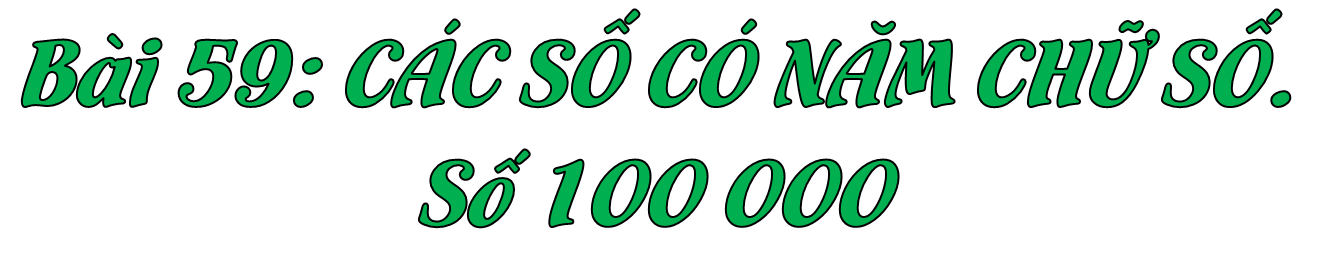 Bài 59: CÁC SỐ CÓ NĂM CHỮ SỐ.
Số 100 000